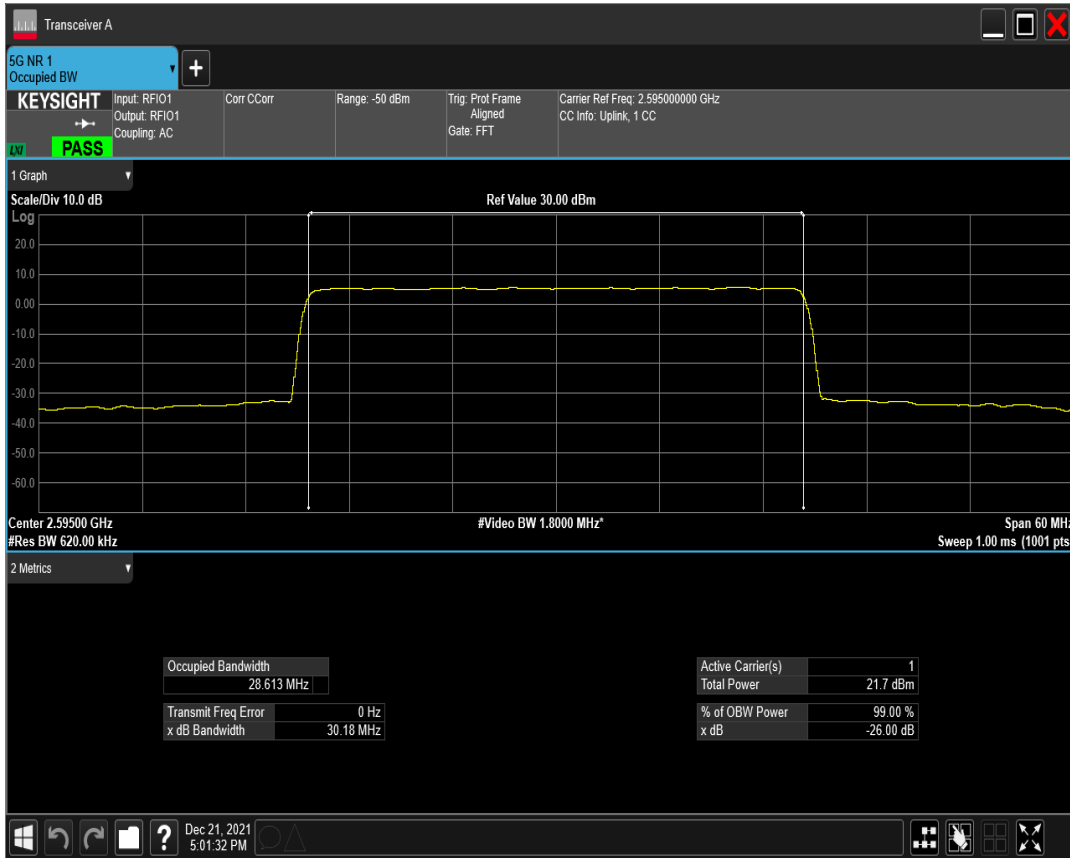 Transceiver A
5G NR 1
Occupied BW
KEYSIGHT
LXI
PASS
Input: RFIO1
Output: RFIO1
Coupling: AC
Corr CCorr
Range: -50 dBm
Trig: Prot Frame
Aligned
Gate: FFT
Carrier Ref Freq: 2.595000000 GHz
CC Info: Uplink, 1 CC
1 Graph
Scale/Div 10.0 dB
Ref Value 30.00 dBm
Log
20.0
10.0
0.00
-10.0
-20.0
-30.0
-40.0
-50.0
-60.0
Center 2.59500 GHz
#Video BW 1.8000 MHz*
Span 60 MHz
#Res BW 620.00 kHz
Sweep 1.00 ms (1001 pts
2 Metrics
Occupied Bandwidth
28.613 MHz
Transmit Freq Error 0 Hz
x dB Bandwidth 30.18 MHz
Active Carrier(s) 1
Total Power 21.7 dBm
% of OBW Power 99.00 %
x dB -26.00 dB
?
Dec 21, 2021
5:01:32 PM